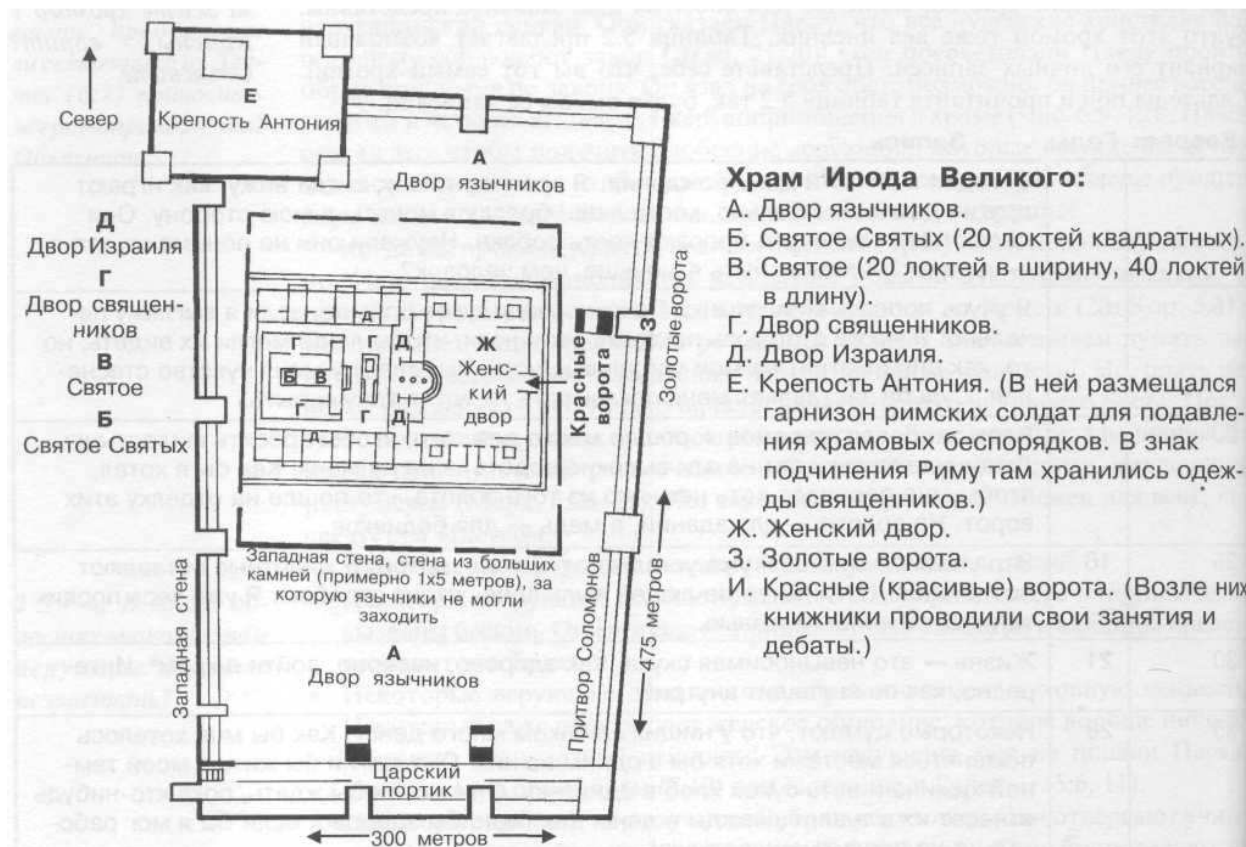 Север
Е
Крепость Антония
А
Двор язычников
Д
Двор Израиля
Г
Двор священ-
ников
В
Святое
Б
Святое Святых
Г
Д
Ж
Женс-
кий
двор
Б В
Г
Д
Красные
ворота
З
Золотые ворота
Западная стена, стена из больших
камней (примерно 1х5 метров), за
которую язычники не могли
заходить
Западная стена
А
Двор язычников
Притвор Соломонов
473 метров
Царский
портик
300 метров
Храм Ирода Великого:
А. Двор язычников.
Б. Святое Святых (20 локтей квадратных).
В. Святое (20 локтей в ширину, 40 локтей
в длину).
Г. Двор священников.
Д. Двор Израиля.
Е. Крепость Антония. (В ней размещался
гарнизон римских солдат для подавле-
ния храмовых беспорядков. В знак
подчинения Риму там хранились одеж-
ды священников.)
Ж. Женский двор.
З. Золотые ворота.
И. Красные (красивые) ворота. (Возле них
книжники проводили свои занятия и
дебаты.)